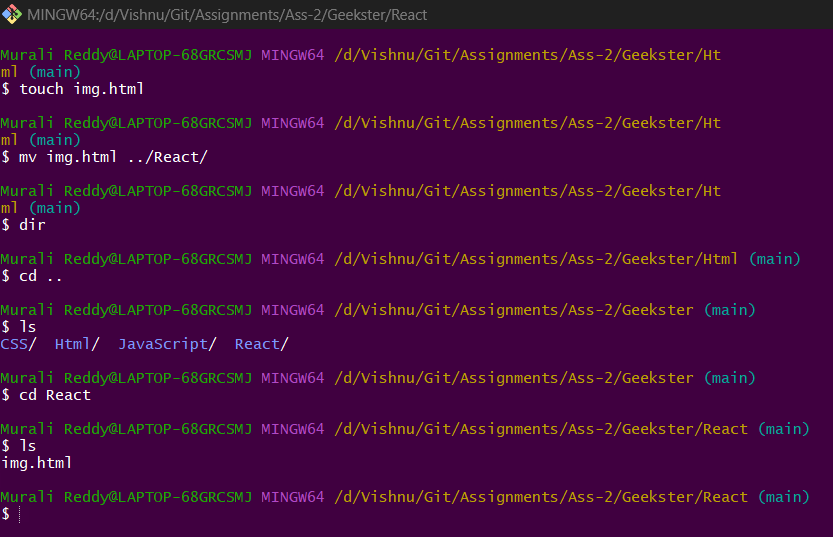 MINGW64:/d/Vishnu/Git/Assignments/Ass-2/Geekster/React
Murali Reddy@LAPTOP-68GRCSMJ MINGW64 /d/Vishnu/Git/Assignments/Ass-2/Geekster/Ht
ml (main)
$ touch img.html
Murali Reddy@LAPTOP-68GRCSMJ MINGW64 /d/Vishnu/Git/Assignments/Ass-2/Geekster/Ht
ml (main)
$ mv img.html ../React/
Murali Reddy@LAPTOP-68GRCSMJ MINGW64 /d/Vishnu/Git/Assignments/Ass-2/Geekster/Ht
ml (main)
$ dir
Murali Reddy@LAPTOP-68GRCSMJ MINGW64 /d/Vishnu/Git/Assignments/Ass-2/Geekster/Html (main)
$ cd ..
Murali Reddy@LAPTOP-68GRCSMJ MINGW64 /d/Vishnu/Git/Assignments/Ass-2/Geekster (main)
$ ls
CSS/  Html/  JavaScript/  React/
Murali Reddy@LAPTOP-68GRCSMJ MINGW64 /d/Vishnu/Git/Assignments/Ass-2/Geekster (main)
$ cd React
Murali Reddy@LAPTOP-68GRCSMJ MINGW64 /d/Vishnu/Git/Assignments/Ass-2/Geekster/React (main)
$ ls
img.html
Murali Reddy@LAPTOP-68GRCSMJ MINGW64 /d/Vishnu/Git/Assignments/Ass-2/Geekster/React (main)
$